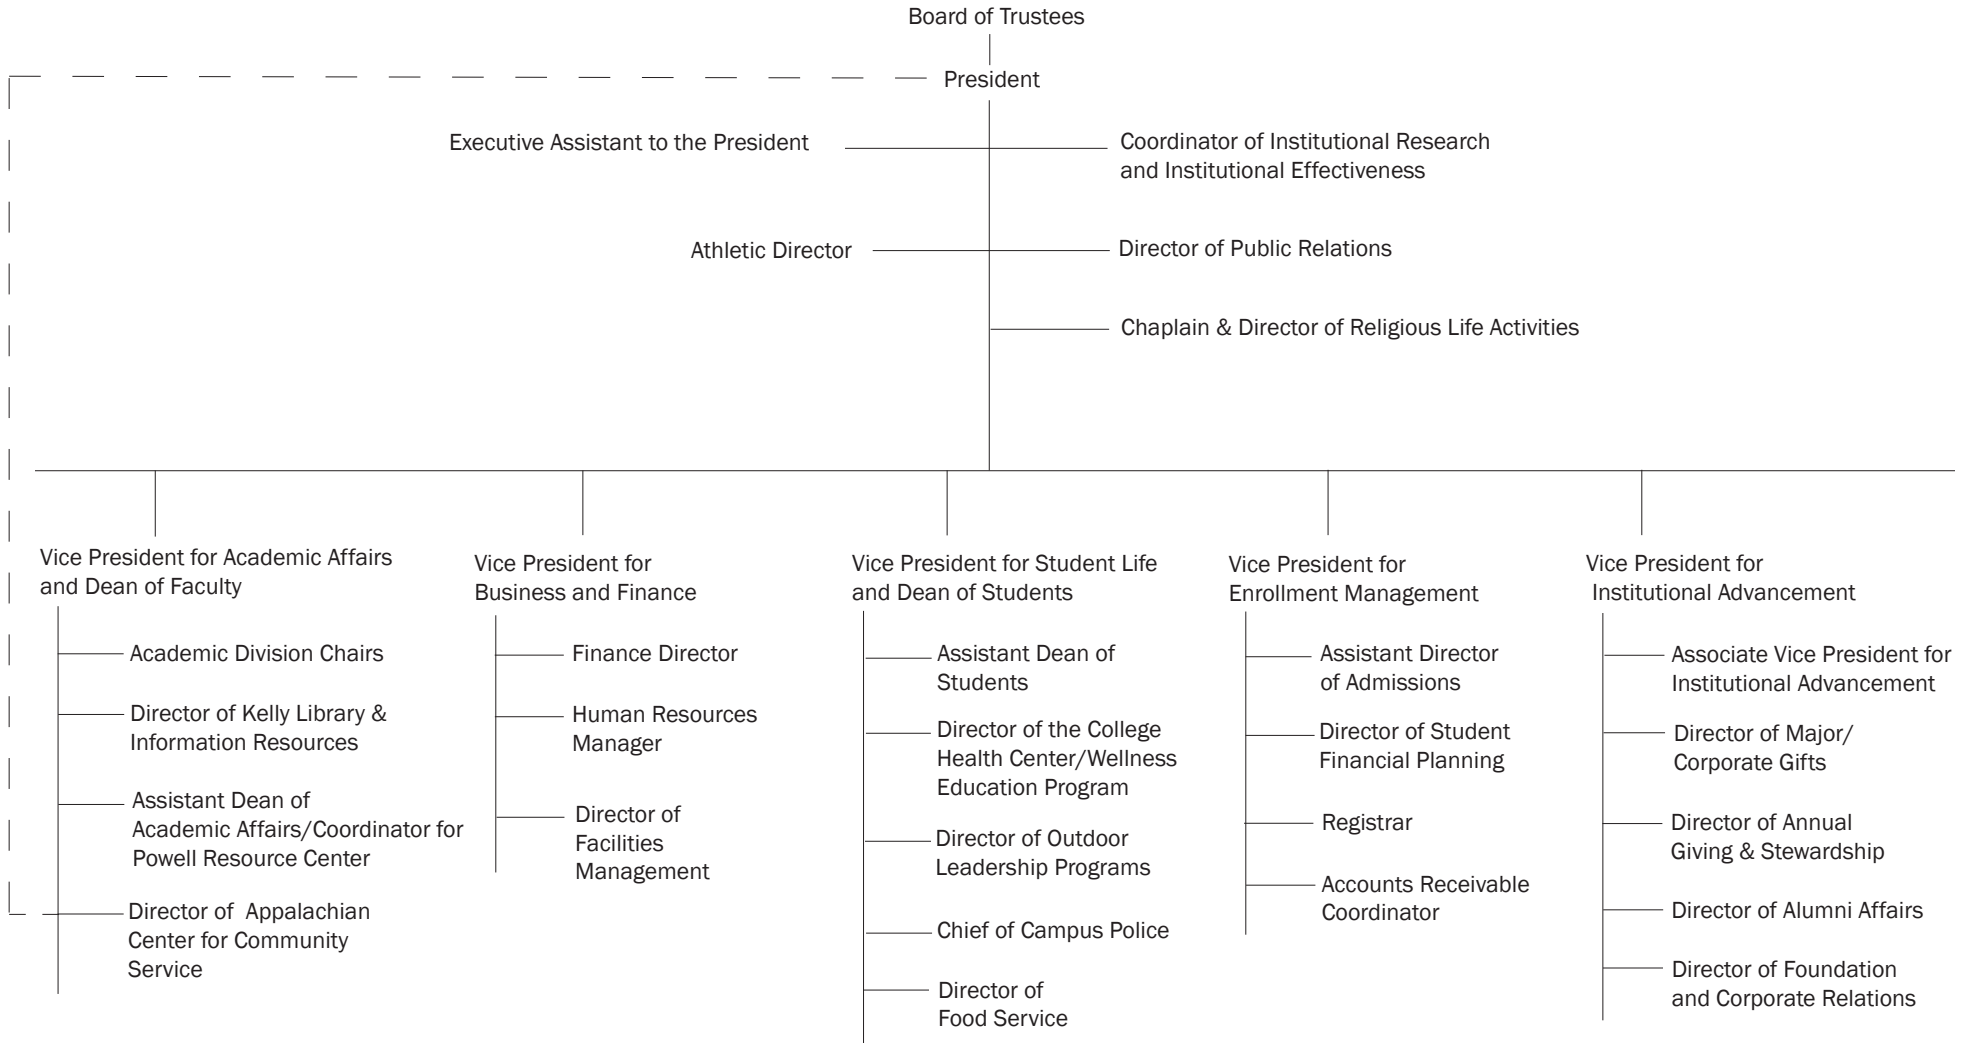 Board of Trustees
President
Executive Assistant to the President
Coordinator of Institutional Research
and Institutional Effectiveness
Athletic Director
Director of Public Relations
Chaplain & Director of Religious Life Activities
Vice President for Academic Affairs
and Dean of Faculty
Academic Division Chairs
Director of Kelly Library &
Information Resources
Assistant Dean of
Academic Affairs/Coordinator for
Powell Resource Center
Director of  Appalachian
Center for Community
Service
Vice President for
Business and Finance
Finance Director
Human Resources
Manager
Director of
Facilities
Management
Vice President for Student Life
and Dean of Students
Assistant Dean of
Students
Director of the College
Health Center/Wellness
Education Program
Director of Outdoor
Leadership Programs
Chief of Campus Police
Director of
Food Service
Vice President for
Enrollment Management
Assistant Director
of Admissions
Director of Student
Financial Planning
Registrar
Accounts Receivable
Coordinator
Vice President for
Institutional Advancement
Associate Vice President for
Institutional Advancement
Director of Major/
Corporate Gifts
Director of Annual
Giving & Stewardship
Director of Alumni Affairs
Director of Foundation
and Corporate Relations